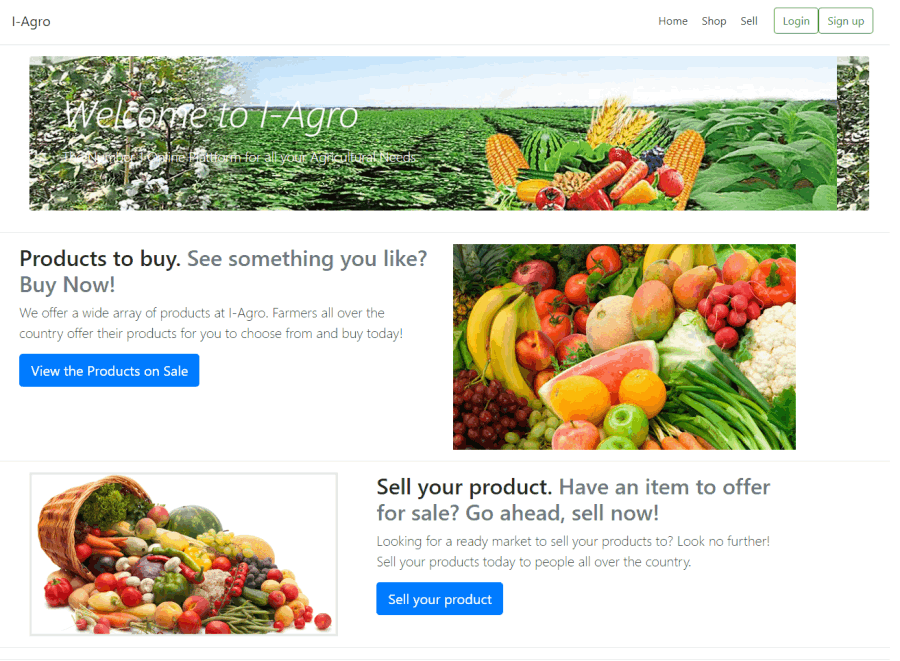 I-Agro
Home Shop Sell Login Sign up
Welcome to I-Agro
The Number 1 Online Platform for all your Agricultural Needs.
Products to buy. See something you like?
Buy Now!
We offer a wide array of products at I-Agro. Farmers all over the
country offer their products for you to choose from and buy today!
View the Products on Sale
Sell your product. Have an item to offer
for sale? Go ahead, sell now!
Looking for a ready market to sell your products to? Look no further!
Sell your products today to people all over the country.
Sell your product